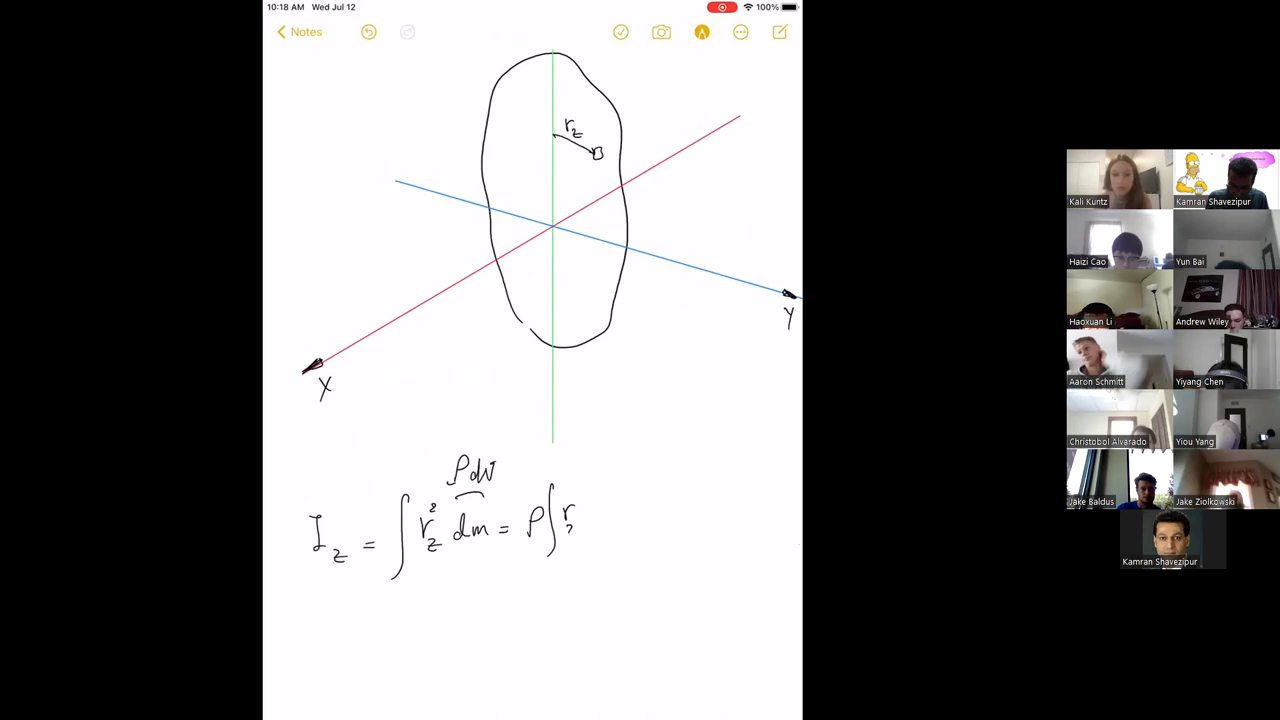 10:18 AM Wed Jul 12
100%
Notes
r_z
X
Y
ρdV
I_z = ∫ r_z² dm = ρ∫ r_z
Kali Kuntz
Kamran Shavezipur
Haizi Cao
Yun Bai
Haoxuan Li
Andrew Wiley
Aaron Schmitt
Yiyang Chen
Christobol Alvarado
Yiou Yang
Jake Baldus
Jake Ziolkowski
Kamran Shavezipur